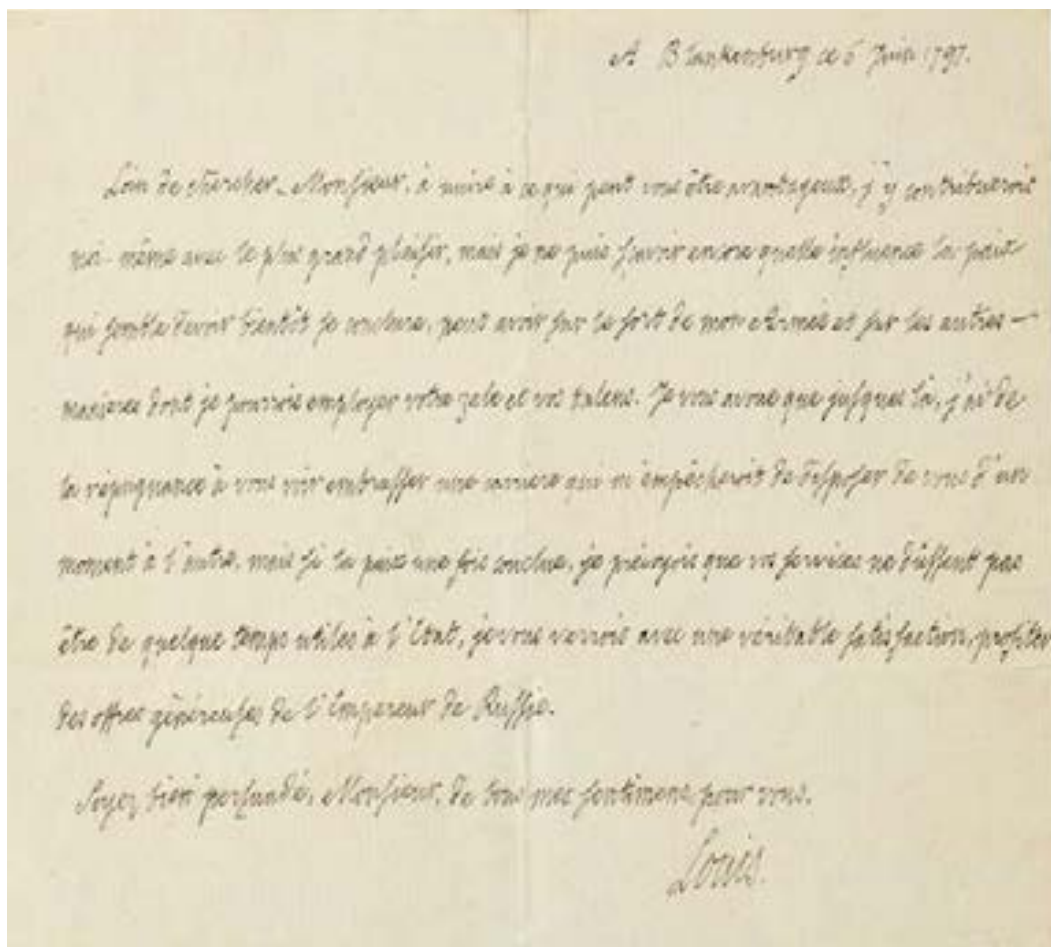 A Blankenburg ce 6 Juin 1797.
Loin de chercher, Monsieur, à nuire à ce qui peut vous être avantageux, j'y contribuerois
moi-même avec le plus grand plaisir, mais je ne puis sçavoir encore quelle influence la paix
qui semble devoir bientôt se conclure, peut avoir sur le sort de mon Armée et sur les autres
manieres dont je pourrois employer votre zele et vos talens. Je vous avoue que jusques là, j'ai de
la répugnance à vous voir embrasser une carriere qui m'empêcheroit de disposer de vous d'un
moment à l'autre, mais si la paix une fois conclue, je prévoyois que vos services ne dussent pas
être de quelque temps utiles à l'Etat, je vous verrois avec une véritable satisfaction, profiter
des offres généreuses de l'Empereur de Russie.
Soyez bien persuadé, Monsieur, de tous mes sentimens pour vous.
Louis.